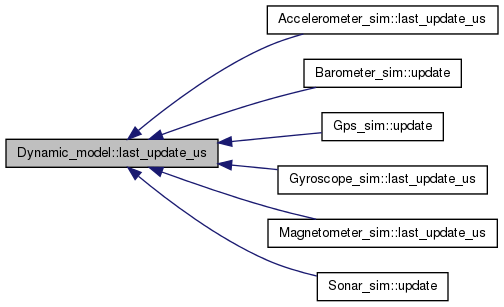 Accelerometer_sim::last_update_us
Barometer_sim::update
Gps_sim::update
Dynamic_model::last_update_us
Gyroscope_sim::last_update_us
Magnetometer_sim::last_update_us
Sonar_sim::update